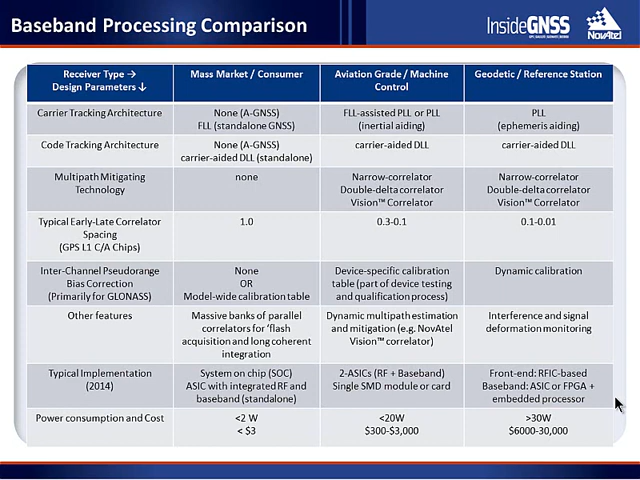 Baseband Processing Comparison
InsideGNSS
NovAtel
Receiver Type → Mass Market / Consumer Aviation Grade / Machine Geodetic / Reference Station
Design Parameters ↓ Control
Carrier Tracking Architecture None (A-GNSS) FLL-assisted PLL or PLL PLL
FLL (standalone GNSS) (inertial aiding) (ephemeris aiding)
Code Tracking Architecture None (A-GNSS) carrier-aided DLL carrier-aided DLL
carrier-aided DLL (standalone)
Multipath Mitigating none Narrow-correlator Narrow-correlator
Technology Double-delta correlator Double-delta correlator
Vision™ Correlator Vision™ Correlator
Typical Early-Late Correlator 1.0 0.3-0.1 0.1-0.01
Spacing
(GPS L1 C/A Chips)
Inter-Channel Pseudorange None Device-specific calibration Dynamic calibration
Bias Correction OR table (part of device testing
(Primarily for GLONASS) Model-wide calibration table and qualification process)
Other features Massive banks of parallel Dynamic multipath estimation Interference and signal
correlators for 'flash and mitigation (e.g. NovAtel deformation monitoring
acquisition and long coherent Vision™ correlator)
integration
Typical Implementation System on chip (SOC) 2-ASICs (RF + Baseband) Front-end: RFIC-based
(2014) ASIC with integrated RF and Single SMD module or card Baseband: ASIC or FPGA +
baseband (standalone) embedded processor
Power consumption and Cost <2 W <20W >30W
< $3 $300-$3,000 $6000-30,000